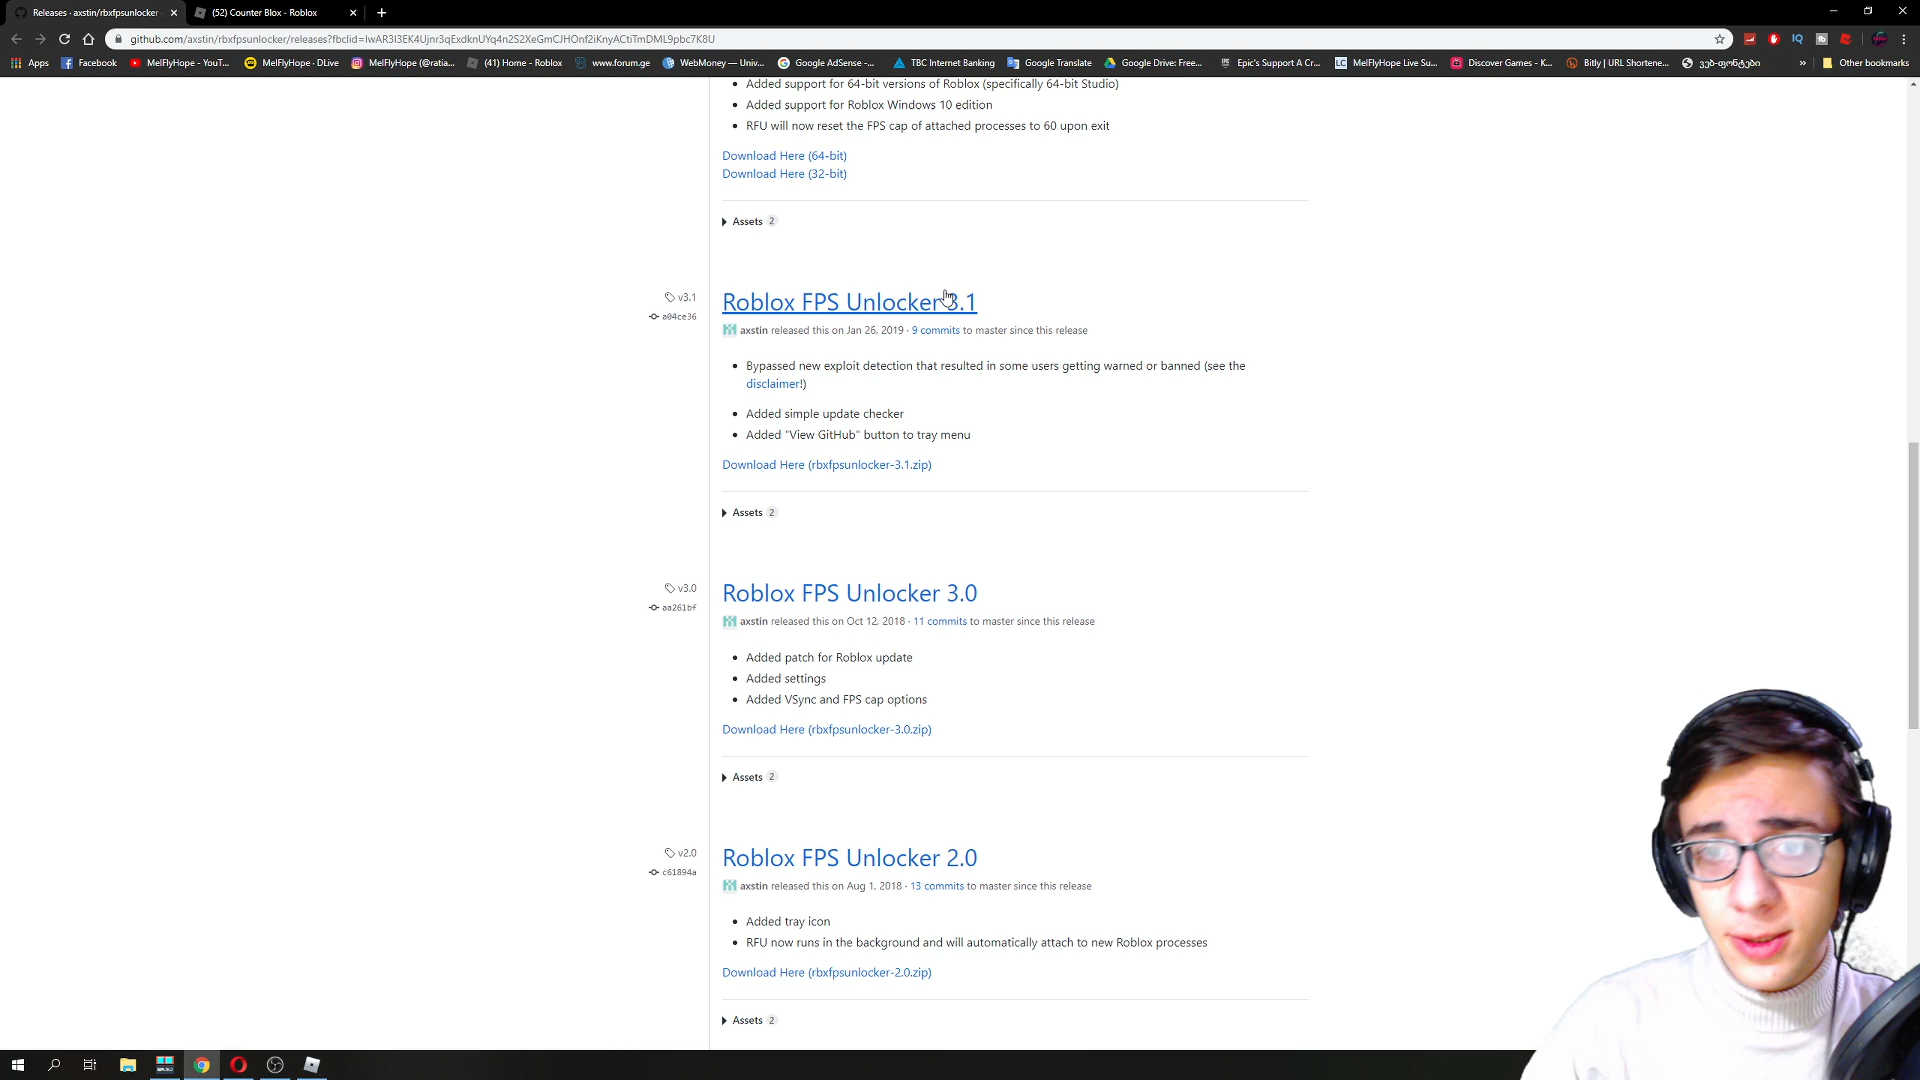 Releases · axstin/rbxfpsunlocker
(52) Counter Blox - Roblox
github.com/axstin/rbxfpsunlocker/releases?fbclid=IwAR3I3EK4Ujnr3qExdknUYq4n2S2XeGmCJHOnf2iKnyACtiTmDML9pbc7K8U
Apps
Facebook
MelFlyHope - YouT...
MelFlyHope · DLive
MelFlyHope (@ratia...
(41) Home - Roblox
www.forum.ge
WebMoney — Univ...
Google AdSense -...
TBC Internet Banking
Google Translate
Google Drive: Free...
Epic's Support A Cr...
MelFlyHope Live Su...
Discover Games - K...
Bitly | URL Shortene...
ვებ-ფონტები
»
Other bookmarks
• Added support for 64-bit versions of Roblox (specifically 64-bit Studio)
• Added support for Roblox Windows 10 edition
• RFU will now reset the FPS cap of attached processes to 60 upon exit
Download Here (64-bit)
Download Here (32-bit)
Assets 2
v3.1
a04ce36
Roblox FPS Unlocker 3.1
axstin released this on Jan 26, 2019 · 9 commits to master since this release
• Bypassed new exploit detection that resulted in some users getting warned or banned (see the
disclaimer!)
• Added simple update checker
• Added "View GitHub" button to tray menu
Download Here (rbxfpsunlocker-3.1.zip)
Assets 2
v3.0
aa261bf
Roblox FPS Unlocker 3.0
axstin released this on Oct 12, 2018 · 11 commits to master since this release
• Added patch for Roblox update
• Added settings
• Added VSync and FPS cap options
Download Here (rbxfpsunlocker-3.0.zip)
Assets 2
v2.0
c61894a
Roblox FPS Unlocker 2.0
axstin released this on Aug 1, 2018 · 13 commits to master since this release
• Added tray icon
• RFU now runs in the background and will automatically attach to new Roblox processes
Download Here (rbxfpsunlocker-2.0.zip)
Assets 2